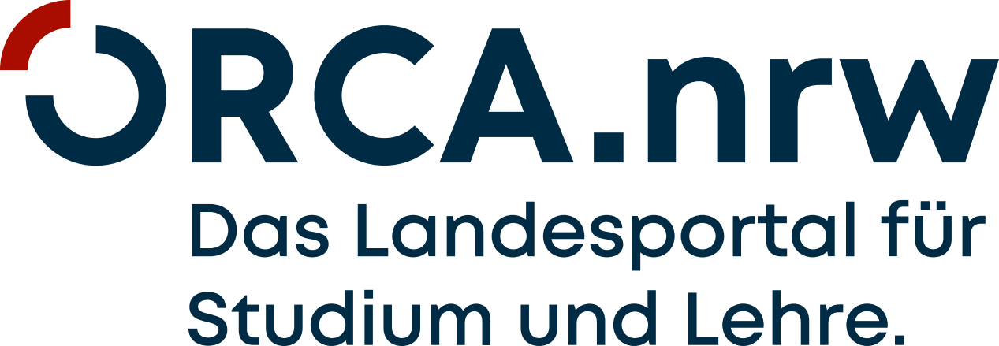 ORCA.nrw
Das Landesportal für
Studium und Lehre.